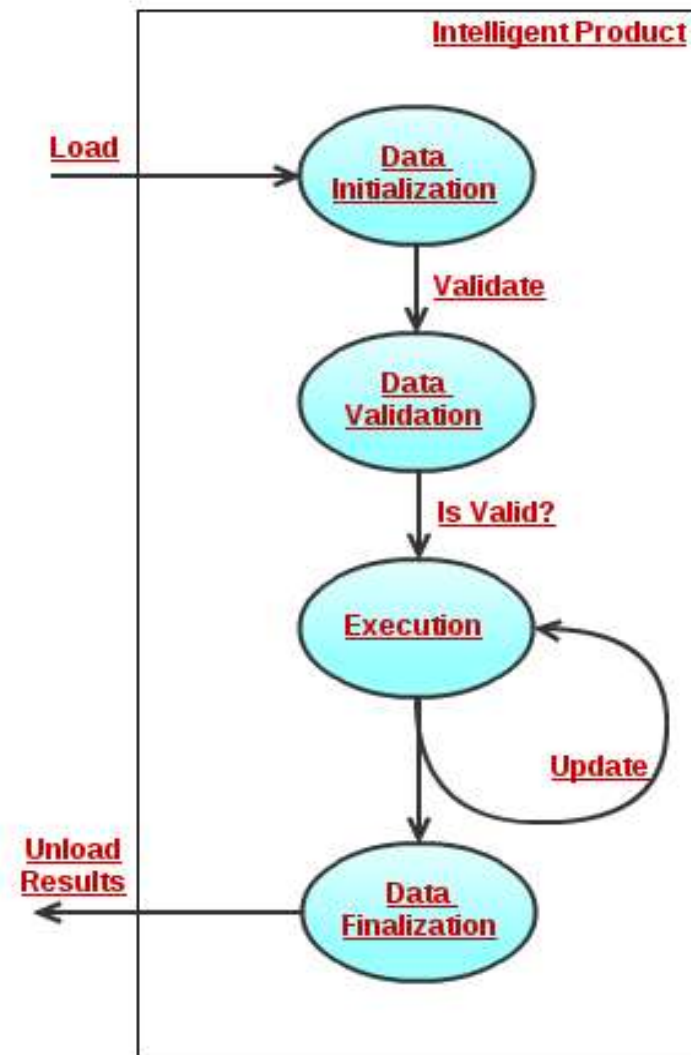 Intelligent Product
Load
Data
Initialization
Validate
Data
Validation
Is Valid?
Execution
Update
Unload
Results
Data
Finalization